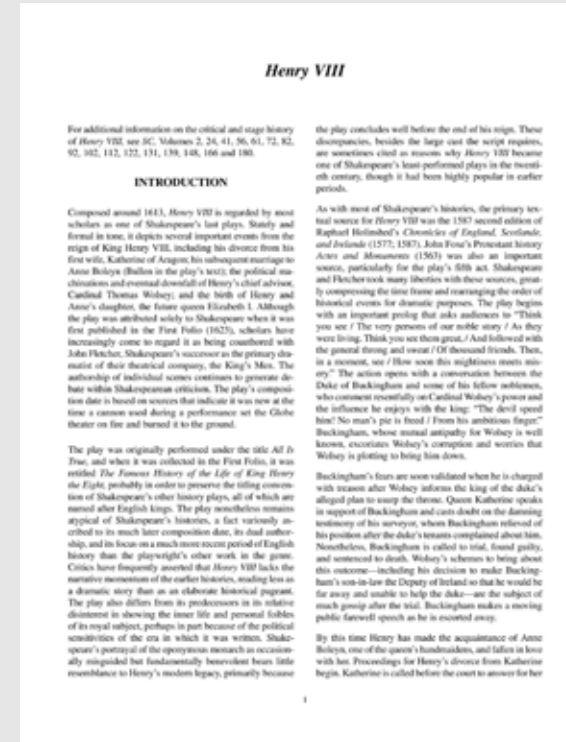 Henry VIII
For additional information on the critical and stage history
of Henry VIII, see SC, Volumes 2, 24, 41, 56, 61, 72, 82,
92, 102, 112, 122, 131, 139, 148, 166 and 180.
INTRODUCTION
Composed around 1613, Henry VIII is regarded by most
scholars as one of Shakespeare's last plays. Stately and
formal in tone, it depicts several important events from the
reign of King Henry VIII, including his divorce from his
first wife, Katherine of Aragon; his subsequent marriage to
Anne Boleyn (Bullen in the play's text); the political ma-
chinations and eventual downfall of Henry's chief advisor,
Cardinal Thomas Wolsey; and the birth of Henry and
Anne's daughter, the future queen Elizabeth I. Although
the play was attributed solely to Shakespeare when it was
first published in the First Folio (1623), scholars have
increasingly come to regard it as being coauthored with
John Fletcher, Shakespeare's successor as the primary dra-
matist of their theatrical company, the King's Men. The
authorship of individual scenes continues to generate de-
bate within Shakespearean criticism. The play's composi-
tion date is based on sources that indicate it was new at the
time a cannon used during a performance set the Globe
theater on fire and burned it to the ground.
The play was originally performed under the title All Is
True, and when it was collected in the First Folio, it was
retitled The Famous History of the Life of King Henry
the Eight, probably in order to preserve the titling conven-
tion of Shakespeare's other history plays, all of which are
named after English kings. The play nonetheless remains
atypical of Shakespeare's histories, a fact variously as-
cribed to its much later composition date, its dual author-
ship, and its focus on a much more recent period of English
history than the playwright's other work in the genre.
Critics have frequently asserted that Henry VIII lacks the
narrative momentum of the earlier histories, reading less as
a dramatic story than as an elaborate historical pageant.
The play also differs from its predecessors in its relative
disinterest in showing the inner life and personal foibles
of its royal subject, perhaps in part because of the political
sensitivities of the era in which it was written. Shake-
speare's portrayal of the eponymous monarch as occasion-
ally misguided but fundamentally benevolent bears little
resemblance to Henry's modern legacy, primarily because
the play concludes well before the end of his reign. These
discrepancies, besides the large cast the script requires,
are sometimes cited as reasons why Henry VIII became
one of Shakespeare's least-performed plays in the twenti-
eth century, though it had been highly popular in earlier
periods.
As with most of Shakespeare's histories, the primary tex-
tual source for Henry VIII was the 1587 second edition of
Raphael Holinshed's Chronicles of England, Scotlande,
and Irelande (1577; 1587). John Foxe's Protestant history
Actes and Monuments (1563) was also an important
source, particularly for the play's fifth act. Shakespeare
and Fletcher took many liberties with these sources, great-
ly compressing the time frame and rearranging the order of
historical events for dramatic purposes. The play begins
with an important prolog that asks audiences to "Think
you see / The very persons of our noble story / As they
were living. Think you see them great, / And followed with
the general throng and sweat / Of thousand friends. Then,
in a moment, see / How soon this mightiness meets mis-
ery." The action opens with a conversation between the
Duke of Buckingham and some of his fellow noblemen,
who comment resentfully on Cardinal Wolsey's power and
the influence he enjoys with the king: "The devil speed
him! No man's pie is freed / From his ambitious finger."
Buckingham, whose mutual antipathy for Wolsey is well
known, excoriates Wolsey's corruption and worries that
Wolsey is plotting to bring him down.
Buckingham's fears are soon validated when he is charged
with treason after Wolsey informs the king of the duke's
alleged plan to usurp the throne. Queen Katherine speaks
in support of Buckingham and casts doubt on the damning
testimony of his surveyor, whom Buckingham relieved of
his position after the duke's tenants complained about him.
Nonetheless, Buckingham is called to trial, found guilty,
and sentenced to death. Wolsey's schemes to bring about
this outcome—including his decision to make Bucking-
ham's son-in-law the Deputy of Ireland so that he would be
far away and unable to help the duke—are the subject of
much gossip after the trial. Buckingham makes a moving
public farewell speech as he is escorted away.
By this time Henry has made the acquaintance of Anne
Boleyn, one of the queen's handmaidens, and fallen in love
with her. Proceedings for Henry's divorce from Katherine
begin. Katherine is called before the court to answer for her
1